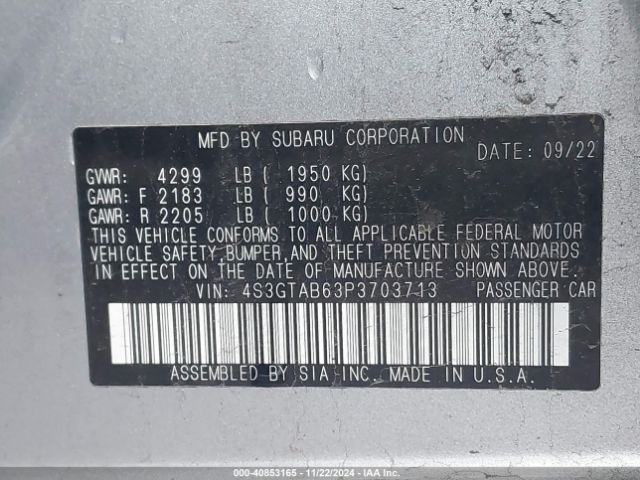 MFD BY SUBARU CORPORATION
DATE: 09/22
GVWR: 4299 LB ( 1950 KG)
GAWR: F 2183 LB ( 990 KG)
GAWR: R 2205 LB ( 1000 KG)
THIS VEHICLE CONFORMS TO ALL APPLICABLE FEDERAL MOTOR
VEHICLE SAFETY, BUMPER, AND THEFT PREVENTION STANDARDS
IN EFFECT ON THE DATE OF MANUFACTURE SHOWN ABOVE.
VIN: 4S3GTAB63P3703713 PASSENGER CAR
ASSEMBLED BY SIA INC. MADE IN U.S.A.
000-40853165 - 11/22/2024 - IAAI.COM